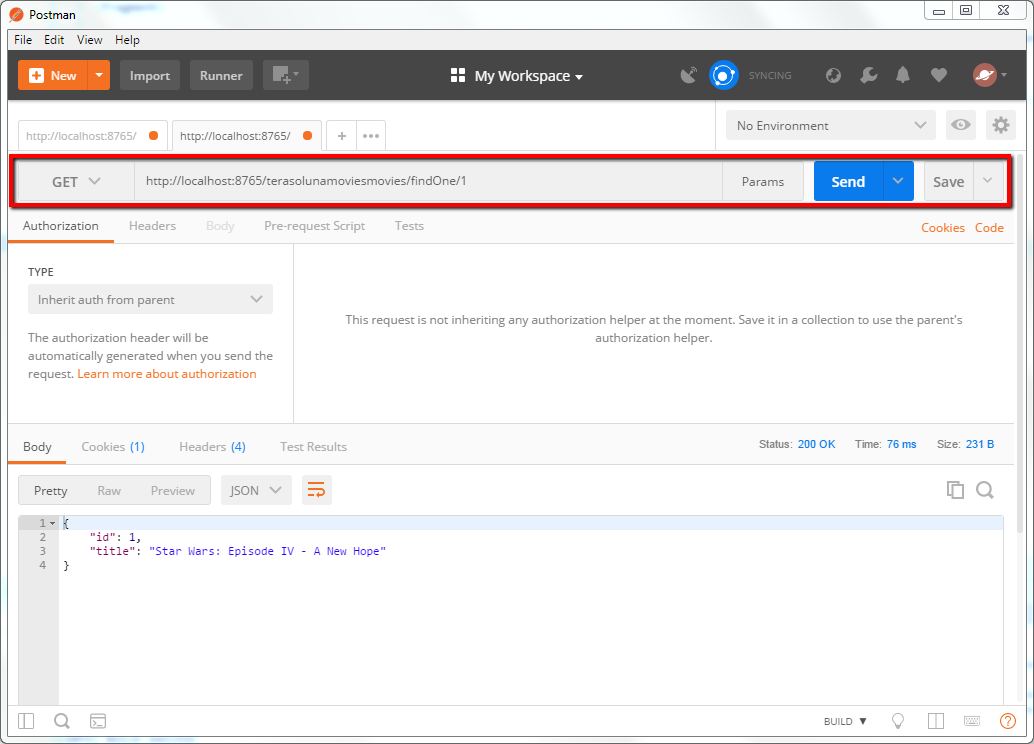 Postman
File Edit View Help
New Import Runner My Workspace SYNCING
http://localhost:8765/ http://localhost:8765/ No Environment
GET http://localhost:8765/terasolunamoviesmovies/findOne/1 Params Send Save
Authorization Headers Body Pre-request Script Tests Cookies Code
TYPE
Inherit auth from parent
The authorization header will be
automatically generated when you send the
request. Learn more about authorization
This request is not inheriting any authorization helper at the moment. Save it in a collection to use the parent's
authorization helper.
Body Cookies (1) Headers (4) Test Results Status: 200 OK Time: 76 ms Size: 231 B
Pretty Raw Preview JSON
1 {
2 "id": 1,
3 "title": "Star Wars: Episode IV - A New Hope"
4 }
BUILD